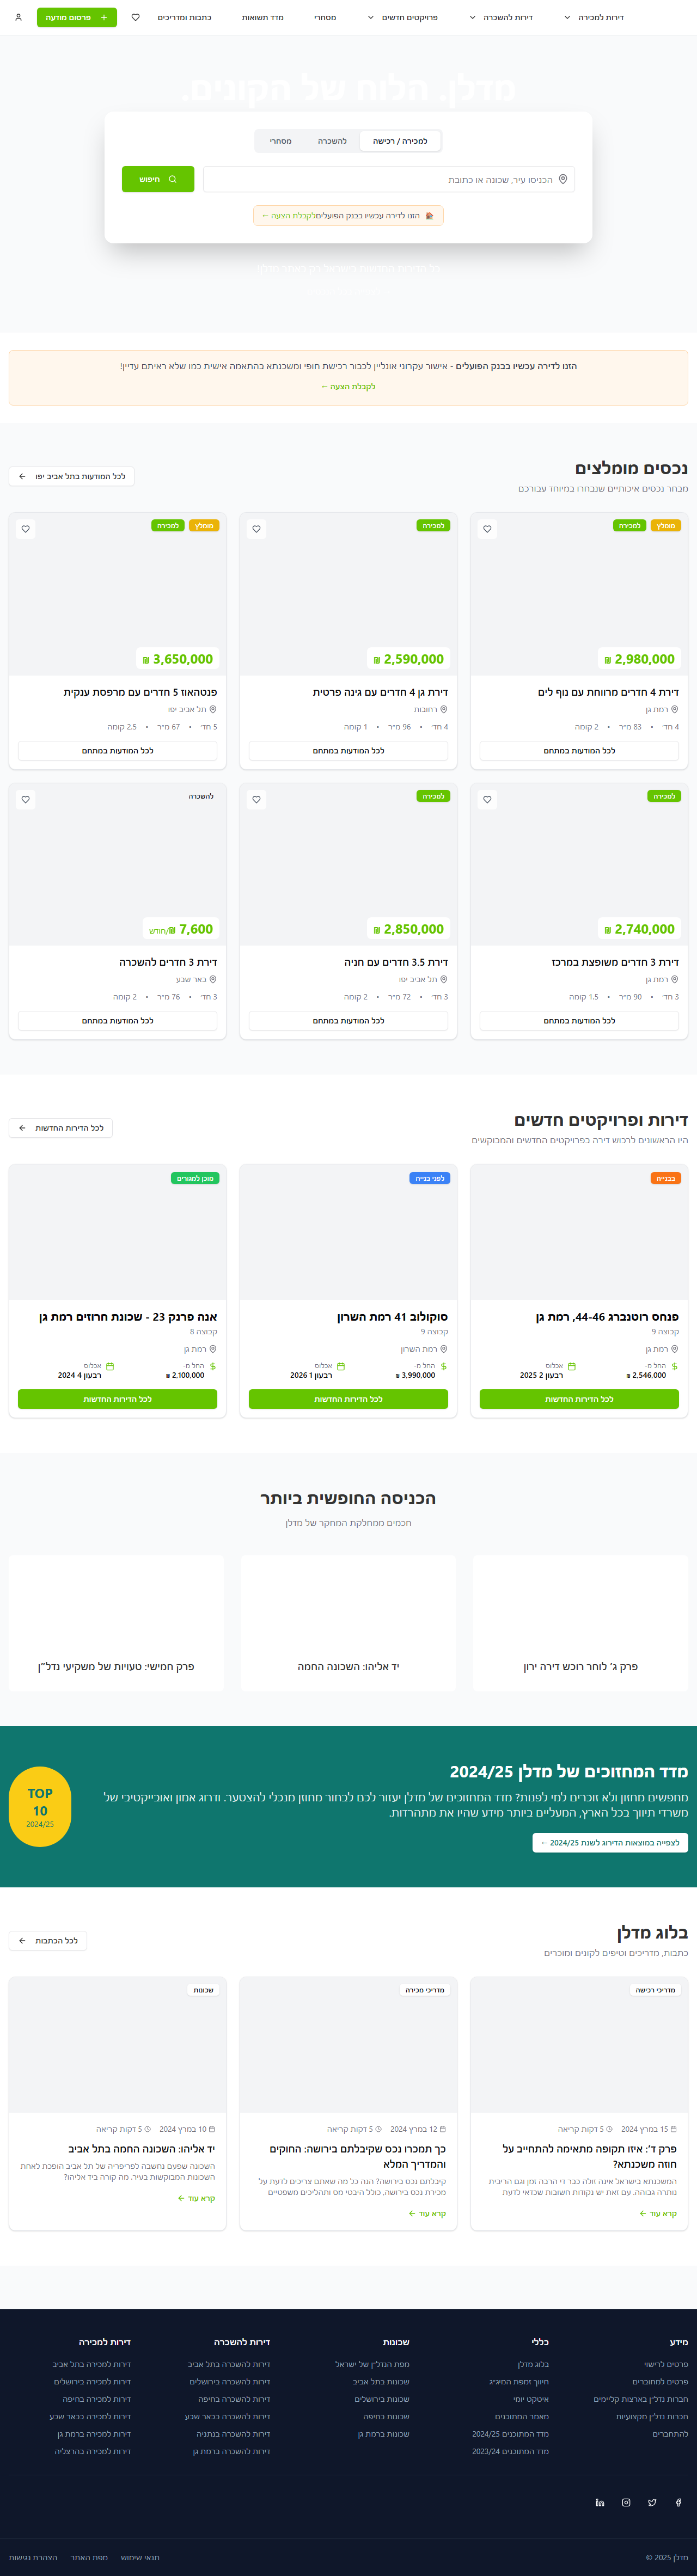 דירות למכירה
דירות להשכרה
פרויקטים חדשים
מסחרי
מדד תשואות
כתבות ומדריכים
פרסום מודעה
מדלן. חלוח של הקונים.
למכירה / רכישה
להשכרה
מסחרי
הכניסו עיר, שכונה או כתובת
חיפוש
הזנו לדירה עכשיו בבנק הפועלים
לקבלת הצעה ←
הזנו לדירה עכשיו בבנק הפועלים - אישור עקרוני אונליין לכבור רכישת חופי ומשכנתא בהתאמה אישית כמו שלא ראיתם עדיין!
לקבלת הצעה ←
נכסים מומלצים
מבחר נכסים איכותיים שנבחרו במיוחד עבורכם
לכל המודעות בתל אביב יפו
מומלץ
למכירה
2,980,000 ₪
דירת 4 חדרים מרווחת עם נוף לים
רמת גן
4 חד׳ • 83 מ״ר • 2 קומה
לכל המודעות במתחם
למכירה
2,590,000 ₪
דירת גן 4 חדרים עם גינה פרטית
רחובות
4 חד׳ • 96 מ״ר • 1 קומה
לכל המודעות במתחם
מומלץ
למכירה
3,650,000 ₪
פנטהאוז 5 חדרים עם מרפסת ענקית
תל אביב יפו
5 חד׳ • 67 מ״ר • 2.5 קומה
לכל המודעות במתחם
למכירה
2,740,000 ₪
דירת 3 חדרים משופצת במרכז
רמת גן
3 חד׳ • 90 מ״ר • 1.5 קומה
לכל המודעות במתחם
למכירה
2,850,000 ₪
דירת 3.5 חדרים עם חניה
תל אביב יפו
3 חד׳ • 72 מ״ר • 2 קומה
לכל המודעות במתחם
להשכרה
7,600 ₪/חודש
דירת 3 חדרים להשכרה
באר שבע
3 חד׳ • 76 מ״ר • 2 קומה
לכל המודעות במתחם
דירות ופרויקטים חדשים
היו הראשונים לרכוש דירה בפרויקטים החדשים והמבוקשים
לכל הדירות החדשות
בבנייה
פנחס רוטנברג 44-46, רמת גן
קבוצה 9
רמת גן
החל מ-
2,546,000 ₪
אכלוס
רבעון 2 2025
לכל הדירות החדשות
לפני בנייה
סוקולוב 41 רמת השרון
קבוצה 9
רמת השרון
החל מ-
3,990,000 ₪
אכלוס
רבעון 1 2026
לכל הדירות החדשות
מוכן למגורים
אנה פרנק 23 - שכונת חרוזים רמת גן
קבוצה 8
רמת גן
החל מ-
2,100,000 ₪
אכלוס
רבעון 4 2024
לכל הדירות החדשות
הכניסה החופשית ביותר
חכמים ממחלקת המחקר של מדלן
פרק ג׳ לוחר רוכש דירה ירון
יד אליהו: השכונה החמה
פרק חמישי: טעויות של משקיעי נדל״ן
מדד המחזוכים של מדלן 2024/25
מחפשים מחזון ולא זוכרים למי לפנות? מדד המחזוכים של מדלן יעזור לכם לבחור מחוזן מנכלי להצטער. ודרוג אמון ואובייקטיבי של
משרדי תיווך בכל הארץ, המעליים ביותר מידע שהיו את מתהרדות.
לצפייה במוצאות הדירוג לשנת 2024/25 ←
TOP
10
2024/25
בלוג מדלן
כתבות, מדריכים וטיפים לקונים ומוכרים
לכל הכתבות
מדריכי רכישה
15 במרץ 2024
5 דקות קריאה
פרק ד׳: איזו תקופה מתאימה להתחייב על
חוזה משכנתא?
המשכנתא בישראל אינה זולה כבר די הרבה זמן וגם הריבית
נותרה גבוהה. עם זאת יש נקודות חשובות שכדאי לדעת
קרא עוד
מדריכי מכירה
12 במרץ 2024
5 דקות קריאה
כך תמכרו נכס שקיבלתם בירושה: החוקים
והמדריך המלא
קיבלתם נכס בירושה? הנה כל מה שאתם צריכים לדעת על
מכירת נכס בירושה, כולל היבטי מס ותהליכים משפטיים
קרא עוד
שכונות
10 במרץ 2024
5 דקות קריאה
יד אליהו: השכונה החמה בתל אביב
השכונה שפעם נחשבה לפריפריה של תל אביב הופכת לאחת
השכונות המבוקשות בעיר. מה קורה ביד אליהו?
קרא עוד
מידע
פרטים לרישוי
פרטים למחוברים
חברות נדל״ן בארצות קליימים
חברות נדל״ן מקצועיות
להתחברים
כללי
בלוג מדלן
חיווך זמפת המיג״ג
איטקט יומי
מאמר המתוכנים
מדד המתוכנים 2024/25
מדד המתוכנים 2023/24
שכונות
מפת הנדל״ן של ישראל
שכונות בתל אביב
שכונות בירושלים
שכונות בחיפה
שכונות ברמת גן
דירות להשכרה
דירות להשכרה בתל אביב
דירות להשכרה בירושלים
דירות להשכרה בחיפה
דירות להשכרה בבאר שבע
דירות להשכרה בנתניה
דירות להשכרה ברמת גן
דירות למכירה
דירות למכירה בתל אביב
דירות למכירה בירושלים
דירות למכירה בחיפה
דירות למכירה בבאר שבע
דירות למכירה ברמת גן
דירות למכירה בהרצליה
מדלן 2025 ©
תנאי שימוש
מפת האתר
הצהרת נגישות